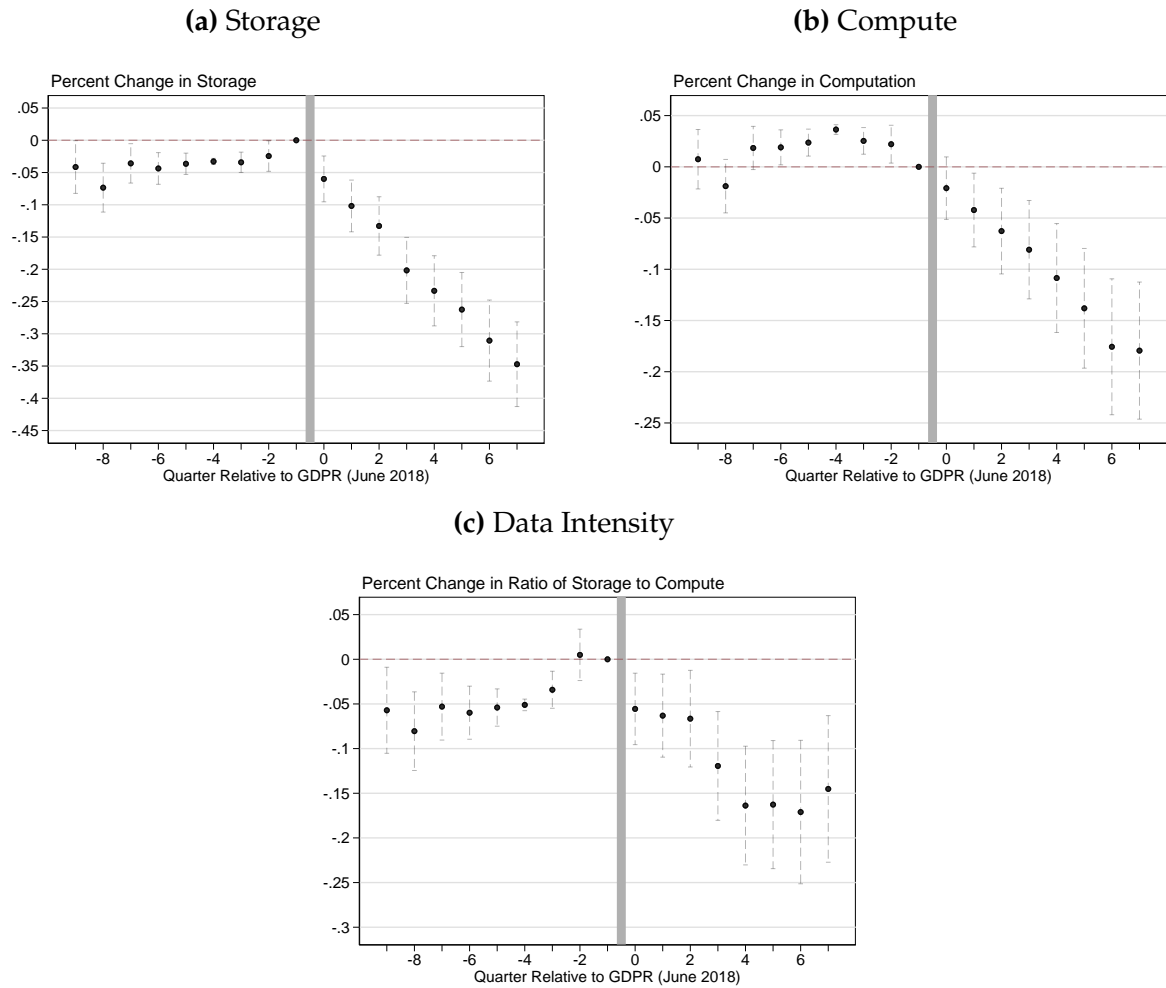 (a) Storage
Percent Change in Storage
.05
0
-.05
-.1
-.15
-.2
-.25
-.3
-.35
-.4
-.45
-8 -6 -4 -2 0 2 4 6
Quarter Relative to GDPR (June 2018)
(b) Compute
Percent Change in Computation
.05
0
-.05
-.1
-.15
-.2
-.25
-8 -6 -4 -2 0 2 4 6
Quarter Relative to GDPR (June 2018)
(c) Data Intensity
Percent Change in Ratio of Storage to Compute
.05
0
-.05
-.1
-.15
-.2
-.25
-.3
-8 -6 -4 -2 0 2 4 6
Quarter Relative to GDPR (June 2018)